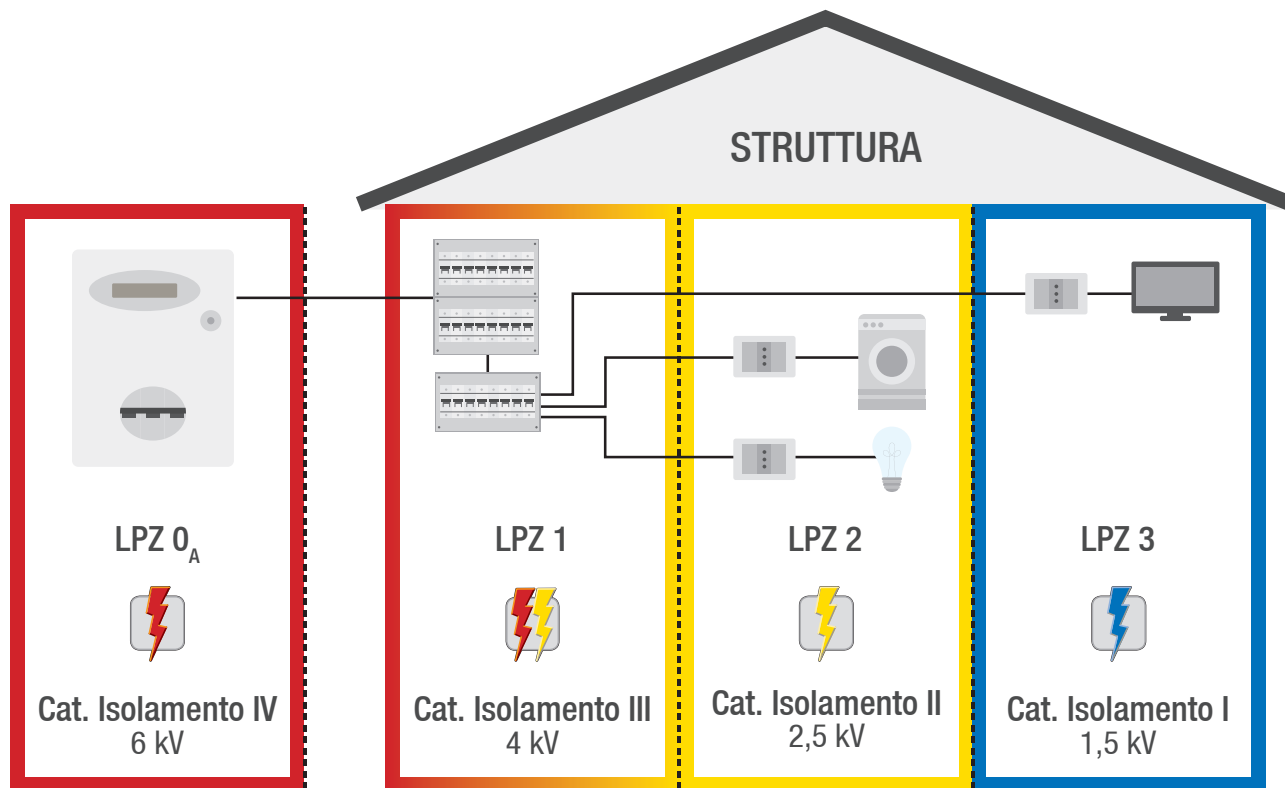 STRUTTURA
LPZ 0A
Cat. Isolamento IV
6 kV
LPZ 1
Cat. Isolamento III
4 kV
LPZ 2
Cat. Isolamento II
2,5 kV
LPZ 3
Cat. Isolamento I
1,5 kV